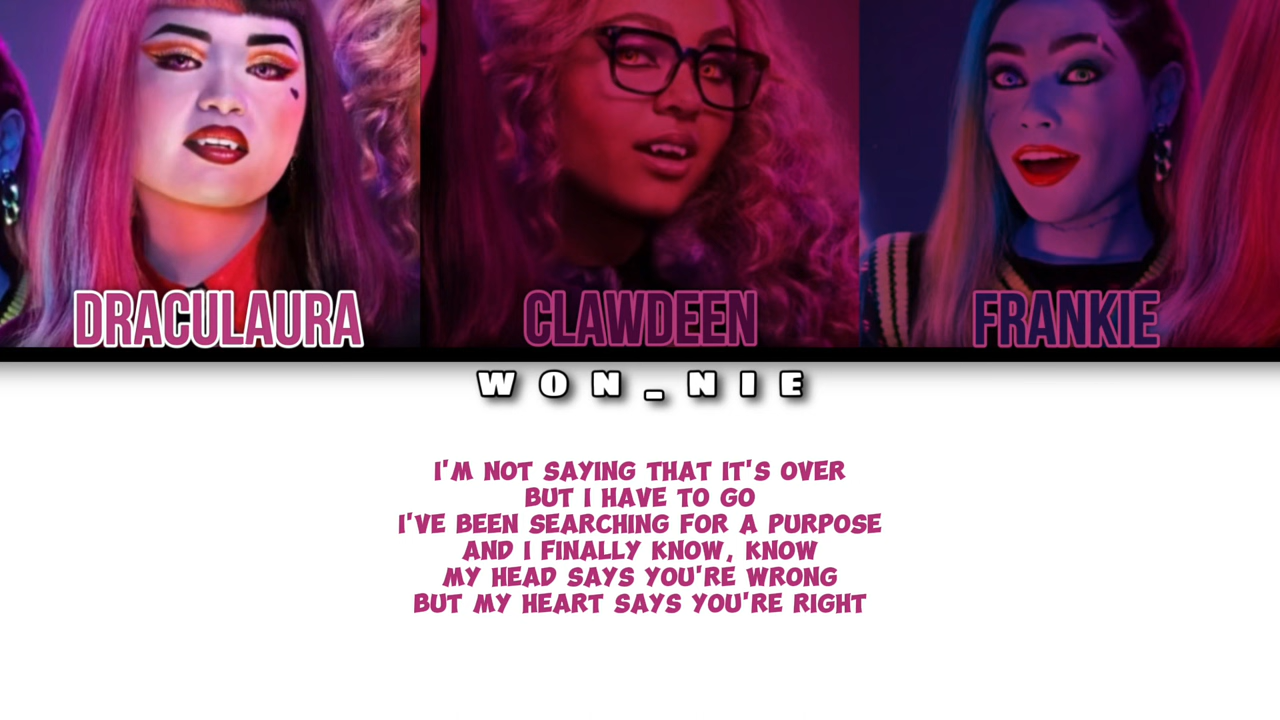 DRACULAURA
CLAWDEEN
FRANKIE
WON_NIE
I'M NOT SAYING THAT IT'S OVER
BUT I HAVE TO GO
I'VE BEEN SEARCHING FOR A PURPOSE
AND I FINALLY KNOW, KNOW
MY HEAD SAYS YOU'RE WRONG
BUT MY HEART SAYS YOU'RE RIGHT